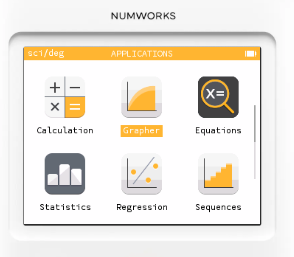 NUMWORKS
sci/deg APPLICATIONS
+ −
× =
X=
Calculation Grapher Equations
Statistics Regression Sequences